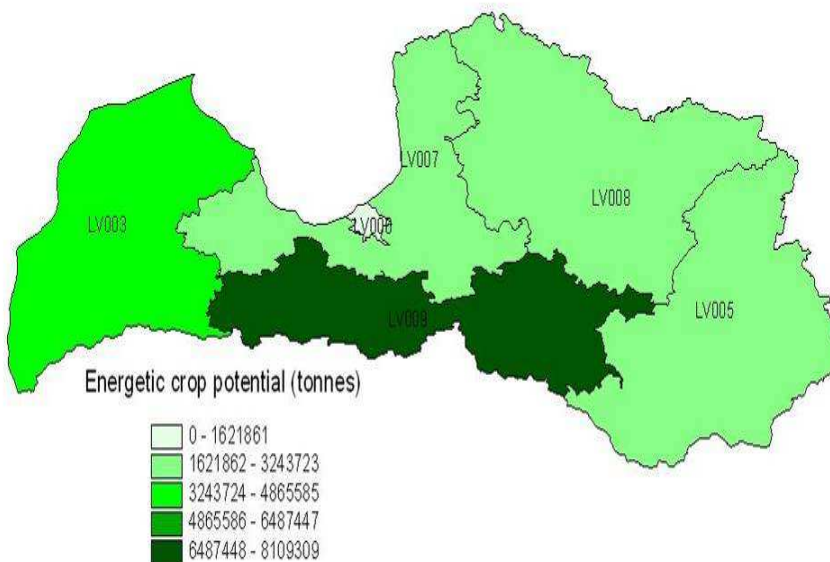 LV007
LV008
LV003
LV006
LV009
LV005
Energetic crop potential (tonnes)
0 - 1621861
1621862 - 3243723
3243724 - 4865585
4865586 - 6487447
6487448 - 8109309